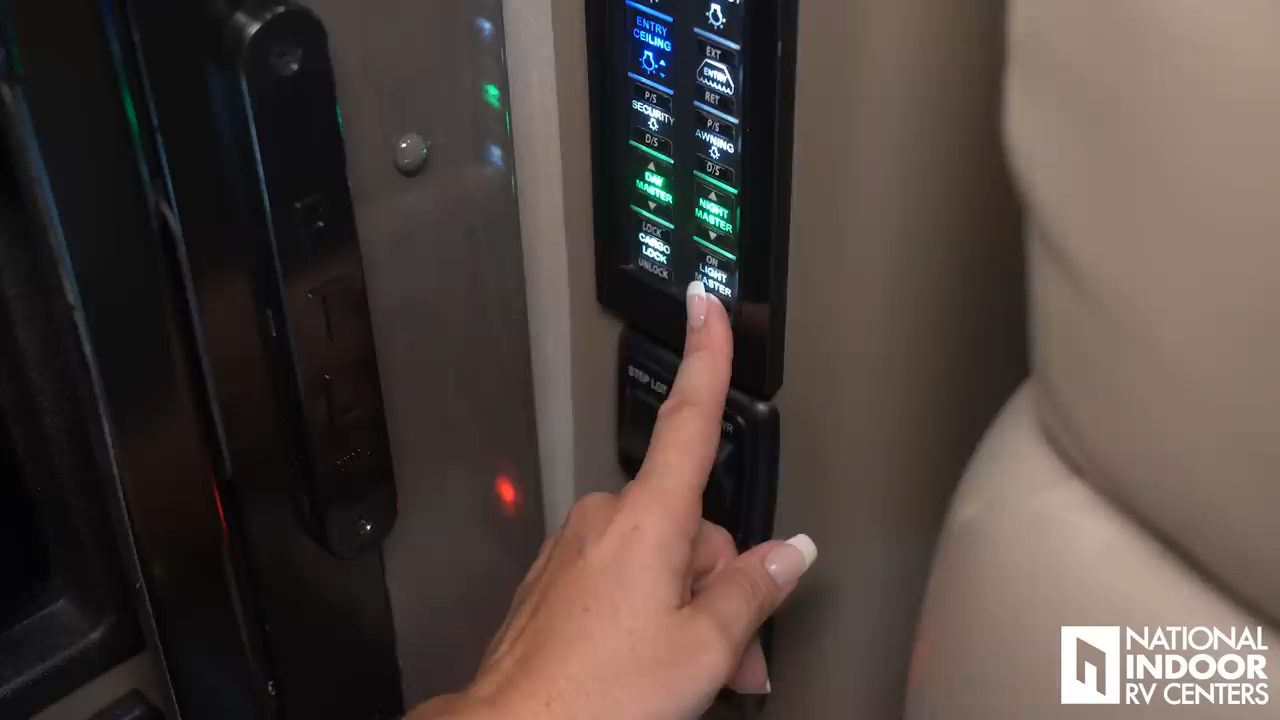 ENTRY
CEILING
P/S
SECURITY
D/S
DAY
MASTER
LOCK
CARGO
LOCK
UNLOCK
EXT
ENTRY
RET
P/S
AWNING
D/S
NIGHT
MASTER
ON
LIGHT
MASTER
STEP LGT
NATIONAL
INDOOR
RV CENTERS